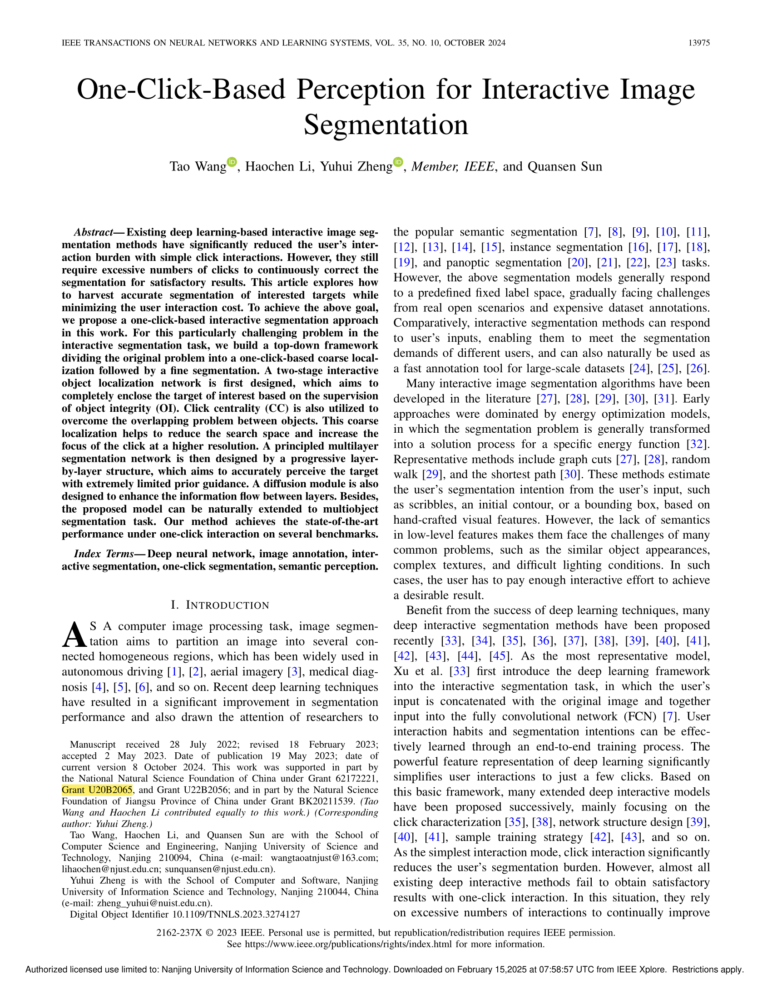 IEEE TRANSACTIONS ON NEURAL NETWORKS AND LEARNING SYSTEMS, VOL. 35, NO. 10, OCTOBER 2024 13975
One-Click-Based Perception for Interactive Image
Segmentation
Tao Wang, Haochen Li, Yuhui Zheng, Member, IEEE, and Quansen Sun
Abstract—Existing deep learning-based interactive image seg-
mentation methods have significantly reduced the user's inter-
action burden with simple click interactions. However, they still
require excessive numbers of clicks to continuously correct the
segmentation for satisfactory results. This article explores how
to harvest accurate segmentation of interested targets while
minimizing the user interaction cost. To achieve the above goal,
we propose a one-click-based interactive segmentation approach
in this work. For this particularly challenging problem in the
interactive segmentation task, we build a top-down framework
dividing the original problem into a one-click-based coarse local-
ization followed by a fine segmentation. A two-stage interactive
object localization network is first designed, which aims to
completely enclose the target of interest based on the supervision
of object integrity (OI). Click centrality (CC) is also utilized to
overcome the overlapping problem between objects. This coarse
localization helps to reduce the search space and increase the
focus of the click at a higher resolution. A principled multilayer
segmentation network is then designed by a progressive layer-
by-layer structure, which aims to accurately perceive the target
with extremely limited prior guidance. A diffusion module is also
designed to enhance the information flow between layers. Besides,
the proposed model can be naturally extended to multiobject
segmentation task. Our method achieves the state-of-the-art
performance under one-click interaction on several benchmarks.
Index Terms—Deep neural network, image annotation, inter-
active segmentation, one-click segmentation, semantic perception.
I. INTRODUCTION
AS A computer image processing task, image segmen-
tation aims to partition an image into several con-
nected homogeneous regions, which has been widely used in
autonomous driving [1], [2], aerial imagery [3], medical diag-
nosis [4], [5], [6], and so on. Recent deep learning techniques
have resulted in a significant improvement in segmentation
performance and also drawn the attention of researchers to
Manuscript received 28 July 2022; revised 18 February 2023;
accepted 2 May 2023. Date of publication 19 May 2023; date of
current version 8 October 2024. This work was supported in part by
the National Natural Science Foundation of China under Grant 62172221,
Grant U20B2065, and Grant U22B2056; and in part by the Natural Science
Foundation of Jiangsu Province of China under Grant BK20211539. (Tao
Wang and Haochen Li contributed equally to this work.) (Corresponding
author: Yuhui Zheng.)
Tao Wang, Haochen Li, and Quansen Sun are with the School of
Computer Science and Engineering, Nanjing University of Science and
Technology, Nanjing 210094, China (e-mail: wangtaoatnjust@163.com;
lihaochen@njust.edu.cn; sunquansen@njust.edu.cn).
Yuhui Zheng is with the School of Computer and Software, Nanjing
University of Information Science and Technology, Nanjing 210044, China
(e-mail: zheng_yuhui@nuist.edu.cn).
Digital Object Identifier 10.1109/TNNLS.2023.3274127
the popular semantic segmentation [7], [8], [9], [10], [11],
[12], [13], [14], [15], instance segmentation [16], [17], [18],
[19], and panoptic segmentation [20], [21], [22], [23] tasks.
However, the above segmentation models generally respond
to a predefined fixed label space, gradually facing challenges
from real open scenarios and expensive dataset annotations.
Comparatively, interactive segmentation methods can respond
to user's inputs, enabling them to meet the segmentation
demands of different users, and can also naturally be used as
a fast annotation tool for large-scale datasets [24], [25], [26].
Many interactive image segmentation algorithms have been
developed in the literature [27], [28], [29], [30], [31]. Early
approaches were dominated by energy optimization models,
in which the segmentation problem is generally transformed
into a solution process for a specific energy function [32].
Representative methods include graph cuts [27], [28], random
walk [29], and the shortest path [30]. These methods estimate
the user's segmentation intention from the user's input, such
as scribbles, an initial contour, or a bounding box, based on
hand-crafted visual features. However, the lack of semantics
in low-level features makes them face the challenges of many
common problems, such as the similar object appearances,
complex textures, and difficult lighting conditions. In such
cases, the user has to pay enough interactive effort to achieve
a desirable result.
Benefit from the success of deep learning techniques, many
deep interactive segmentation methods have been proposed
recently [33], [34], [35], [36], [37], [38], [39], [40], [41],
[42], [43], [44], [45]. As the most representative model,
Xu et al. [33] first introduce the deep learning framework
into the interactive segmentation task, in which the user's
input is concatenated with the original image and together
input into the fully convolutional network (FCN) [7]. User
interaction habits and segmentation intentions can be effec-
tively learned through an end-to-end training process. The
powerful feature representation of deep learning significantly
simplifies user interactions to just a few clicks. Based on
this basic framework, many extended deep interactive models
have been proposed successively, mainly focusing on the
click characterization [35], [38], network structure design [39],
[40], [41], sample training strategy [42], [43], and so on.
As the simplest interaction mode, click interaction significantly
reduces the user's segmentation burden. However, almost all
existing deep interactive methods fail to obtain satisfactory
results with one-click interaction. In this situation, they rely
on excessive numbers of interactions to continually improve
2162-237X © 2023 IEEE. Personal use is permitted, but republication/redistribution requires IEEE permission.
See https://www.ieee.org/publications/rights/index.html for more information.
Authorized licensed use limited to: Nanjing University of Information Science and Technology. Downloaded on February 15,2025 at 07:58:57 UTC from IEEE Xplore. Restrictions apply.